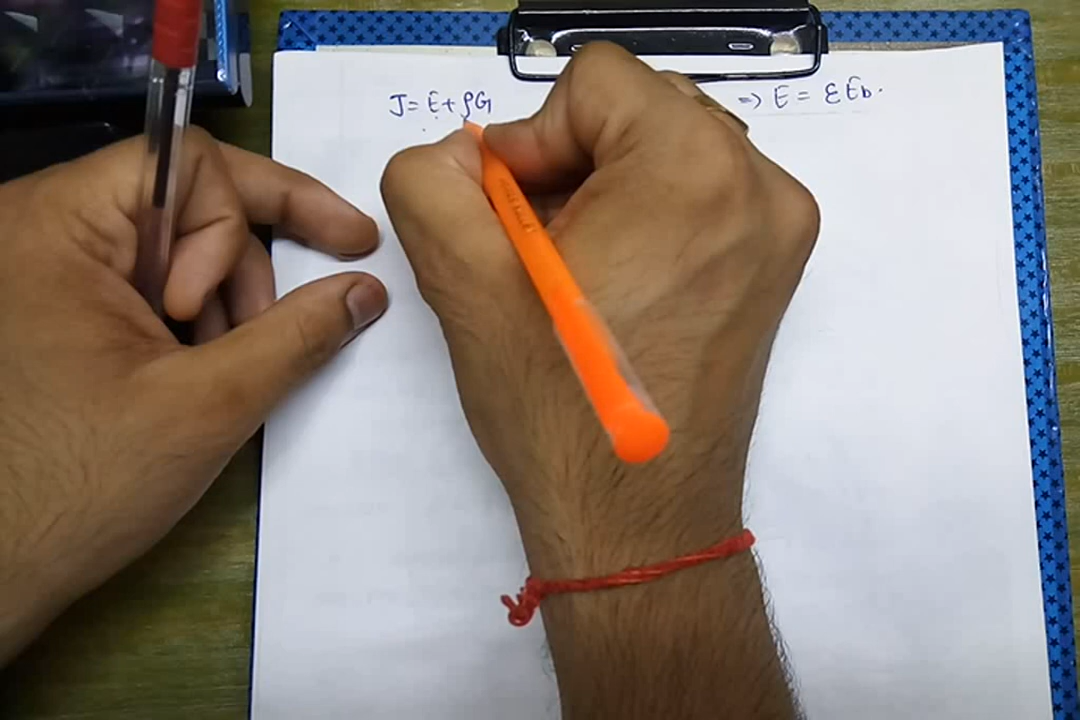 J = E + ρG ⇒ E = εEb.